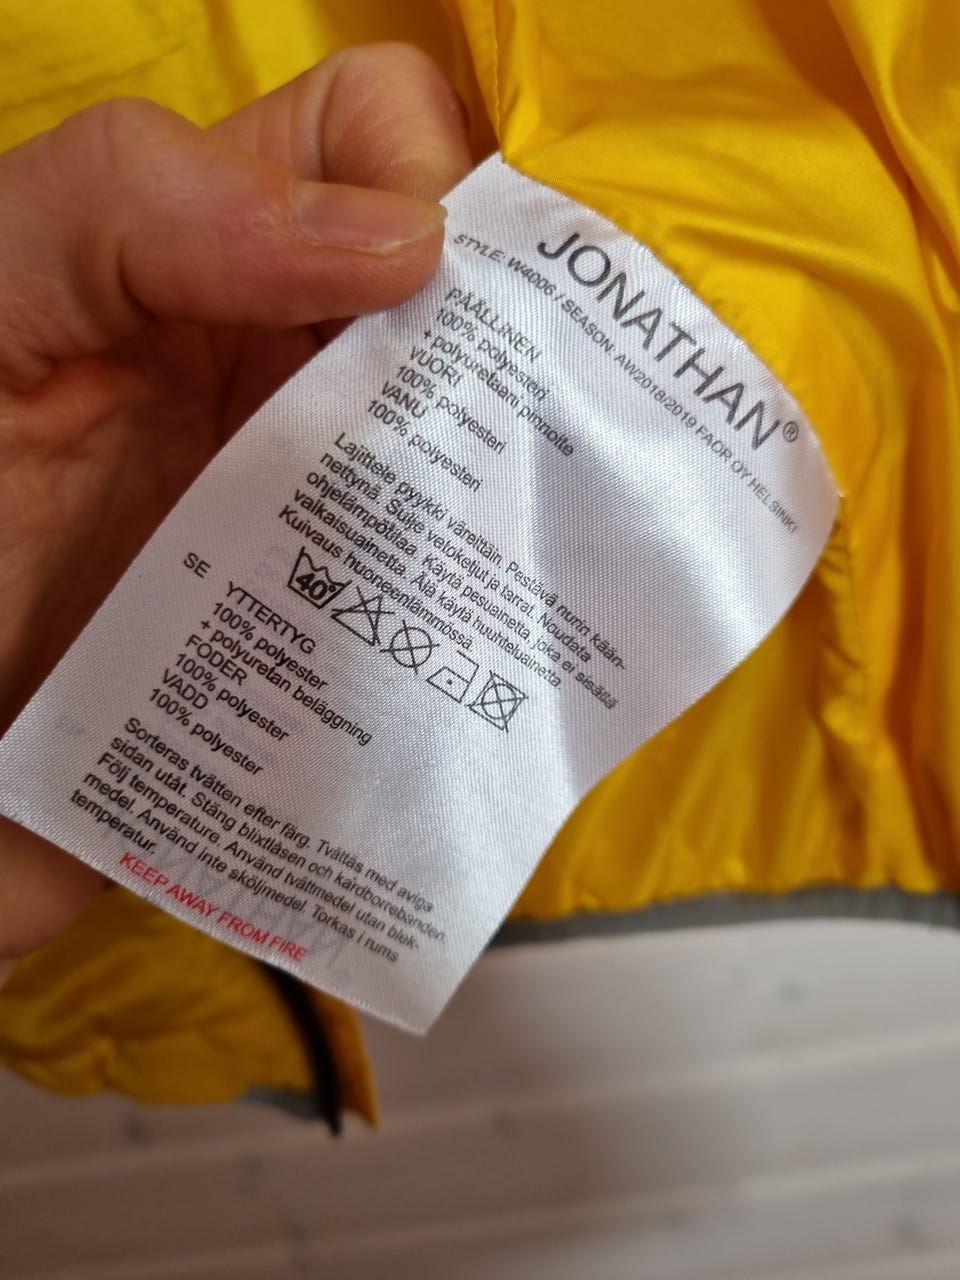 JONATHAN®
STYLE: W4006 / SEASON: AW2018/2019 FAOR OY HELSINKI
PÄÄLLINEN
100% polyesteri
+ polyuretaani pinnoite
VUORI
100% polyesteri
VANU
100% polyesteri
Lajittele pyykki väreittäin. Pestävä nurin kään-
nettynä. Sulje vetoketjut ja tarrat. Noudata
ohjelämpötilaa. Käytä pesuainetta, joka ei sisällä
valkaisuainetta. Älä käytä huuhteluainetta.
Kuivaus huoneenlämmössä.
40°
SE
YTTERTYG
100% polyester
+ polyuretan beläggning
FODER
100% polyester
VADD
100% polyester
Sorteras tvätten efter färg. Tvättas med aviga
sidan utåt. Stäng blixtlåsen och kardborrebanden.
Följ temperature. Använd tvättmedel utan blek-
medel. Använd inte sköljmedel. Torkas i rums
temperatur.
KEEP AWAY FROM FIRE